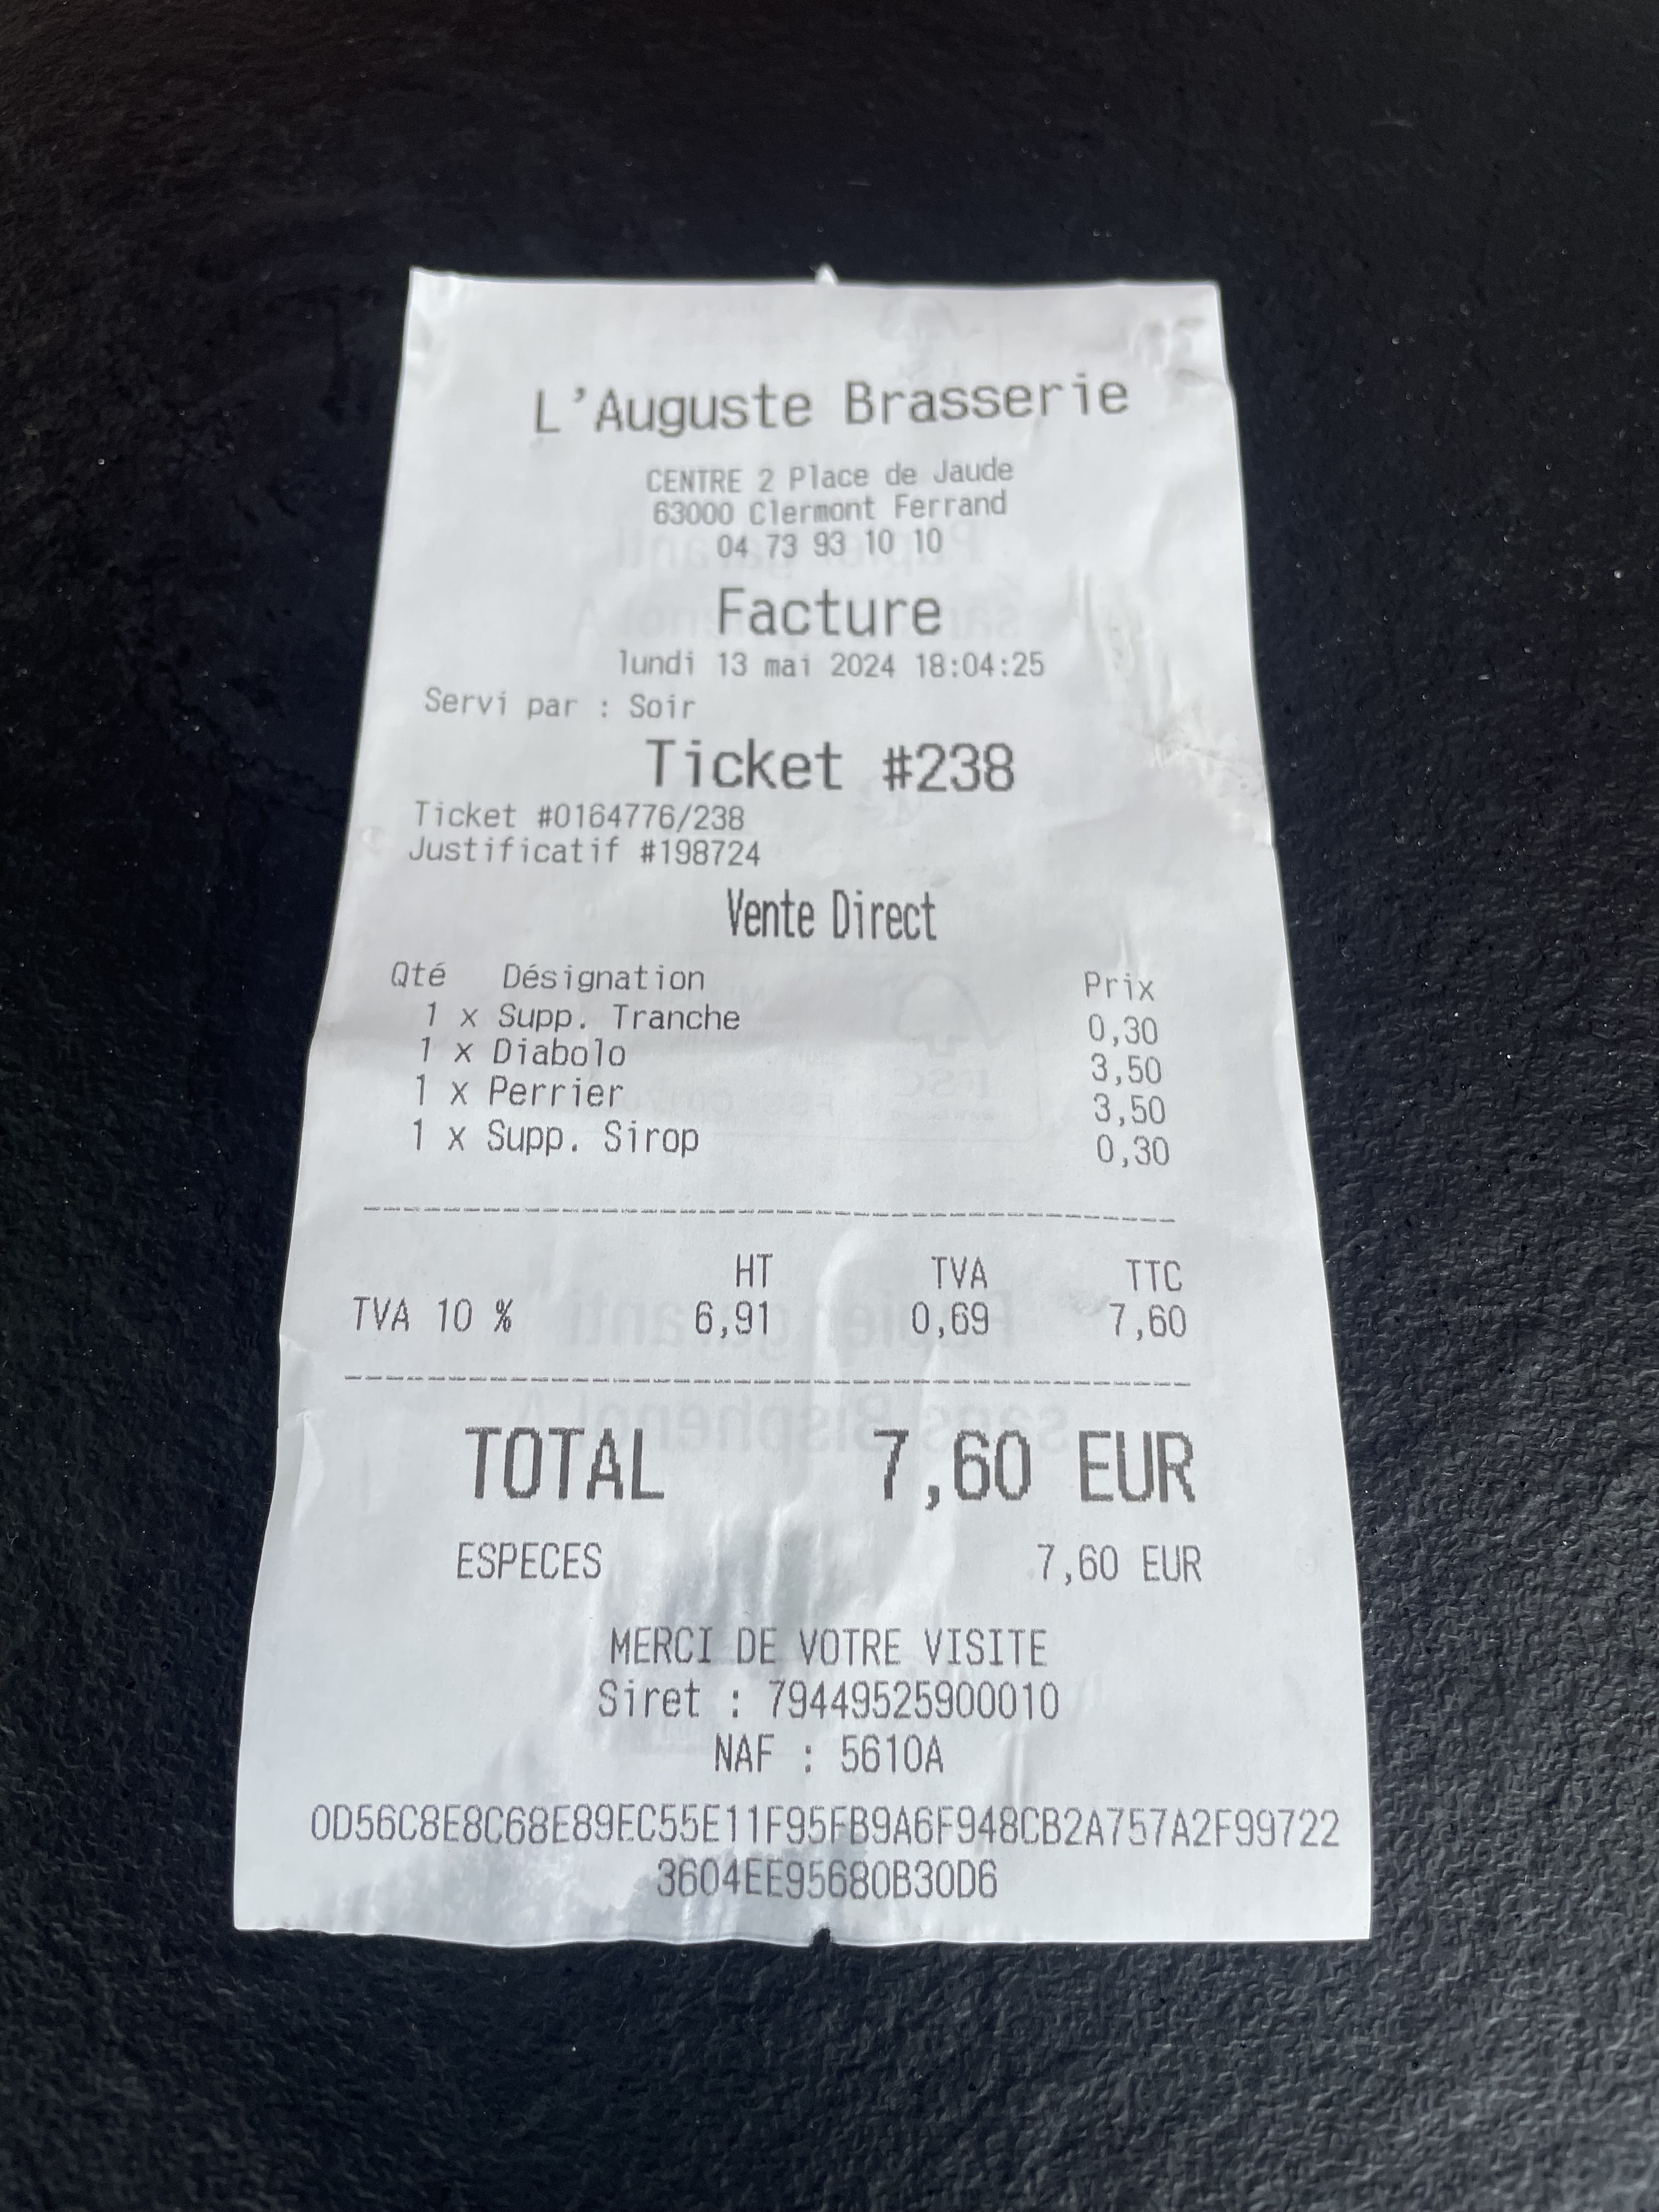 L'Auguste Brasserie
CENTRE 2 Place de Jaude
63000 Clermont Ferrand
04 73 93 10 10
Facture
lundi 13 mai 2024 18:04:25
Servi par : Soir
Ticket #238
Ticket #0164776/238
Justificatif #198724
Vente Direct
Qté Désignation Prix
1 x Supp. Tranche 0,30
1 x Diabolo 3,50
1 x Perrier 3,50
1 x Supp. Sirop 0,30
HT TVA TTC
TVA 10 % 6,91 0,69 7,60
TOTAL 7,60 EUR
ESPECES 7,60 EUR
MERCI DE VOTRE VISITE
Siret : 79449525900010
NAF : 5610A
0D56C8E8C68E89EC55E11F95FB9A6F948CB2A757A2F99722
3604EE95680B30D6